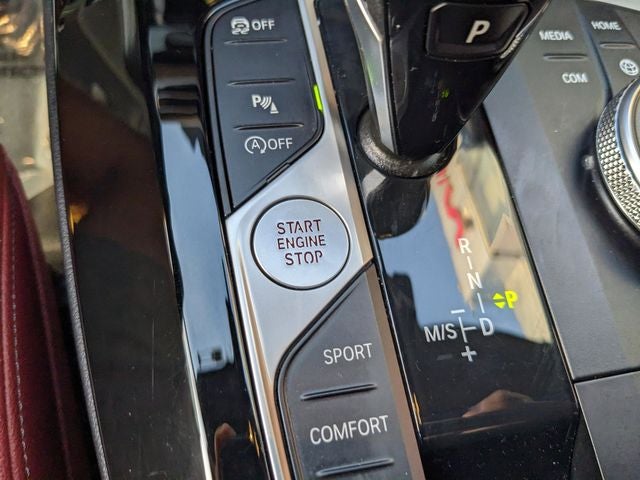 OFF
P
A OFF
START
ENGINE
STOP
SPORT
COMFORT
P
MEDIA
HOME
COM
R
N
D
P
M/S
−
+